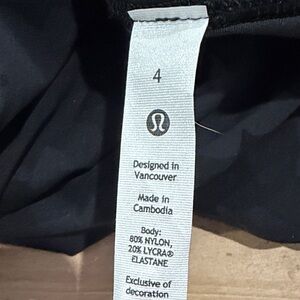 4
Designed in
Vancouver
Made in
Cambodia
Body:
80% NYLON,
20% LYCRA®
ELASTANE
Exclusive of
decoration